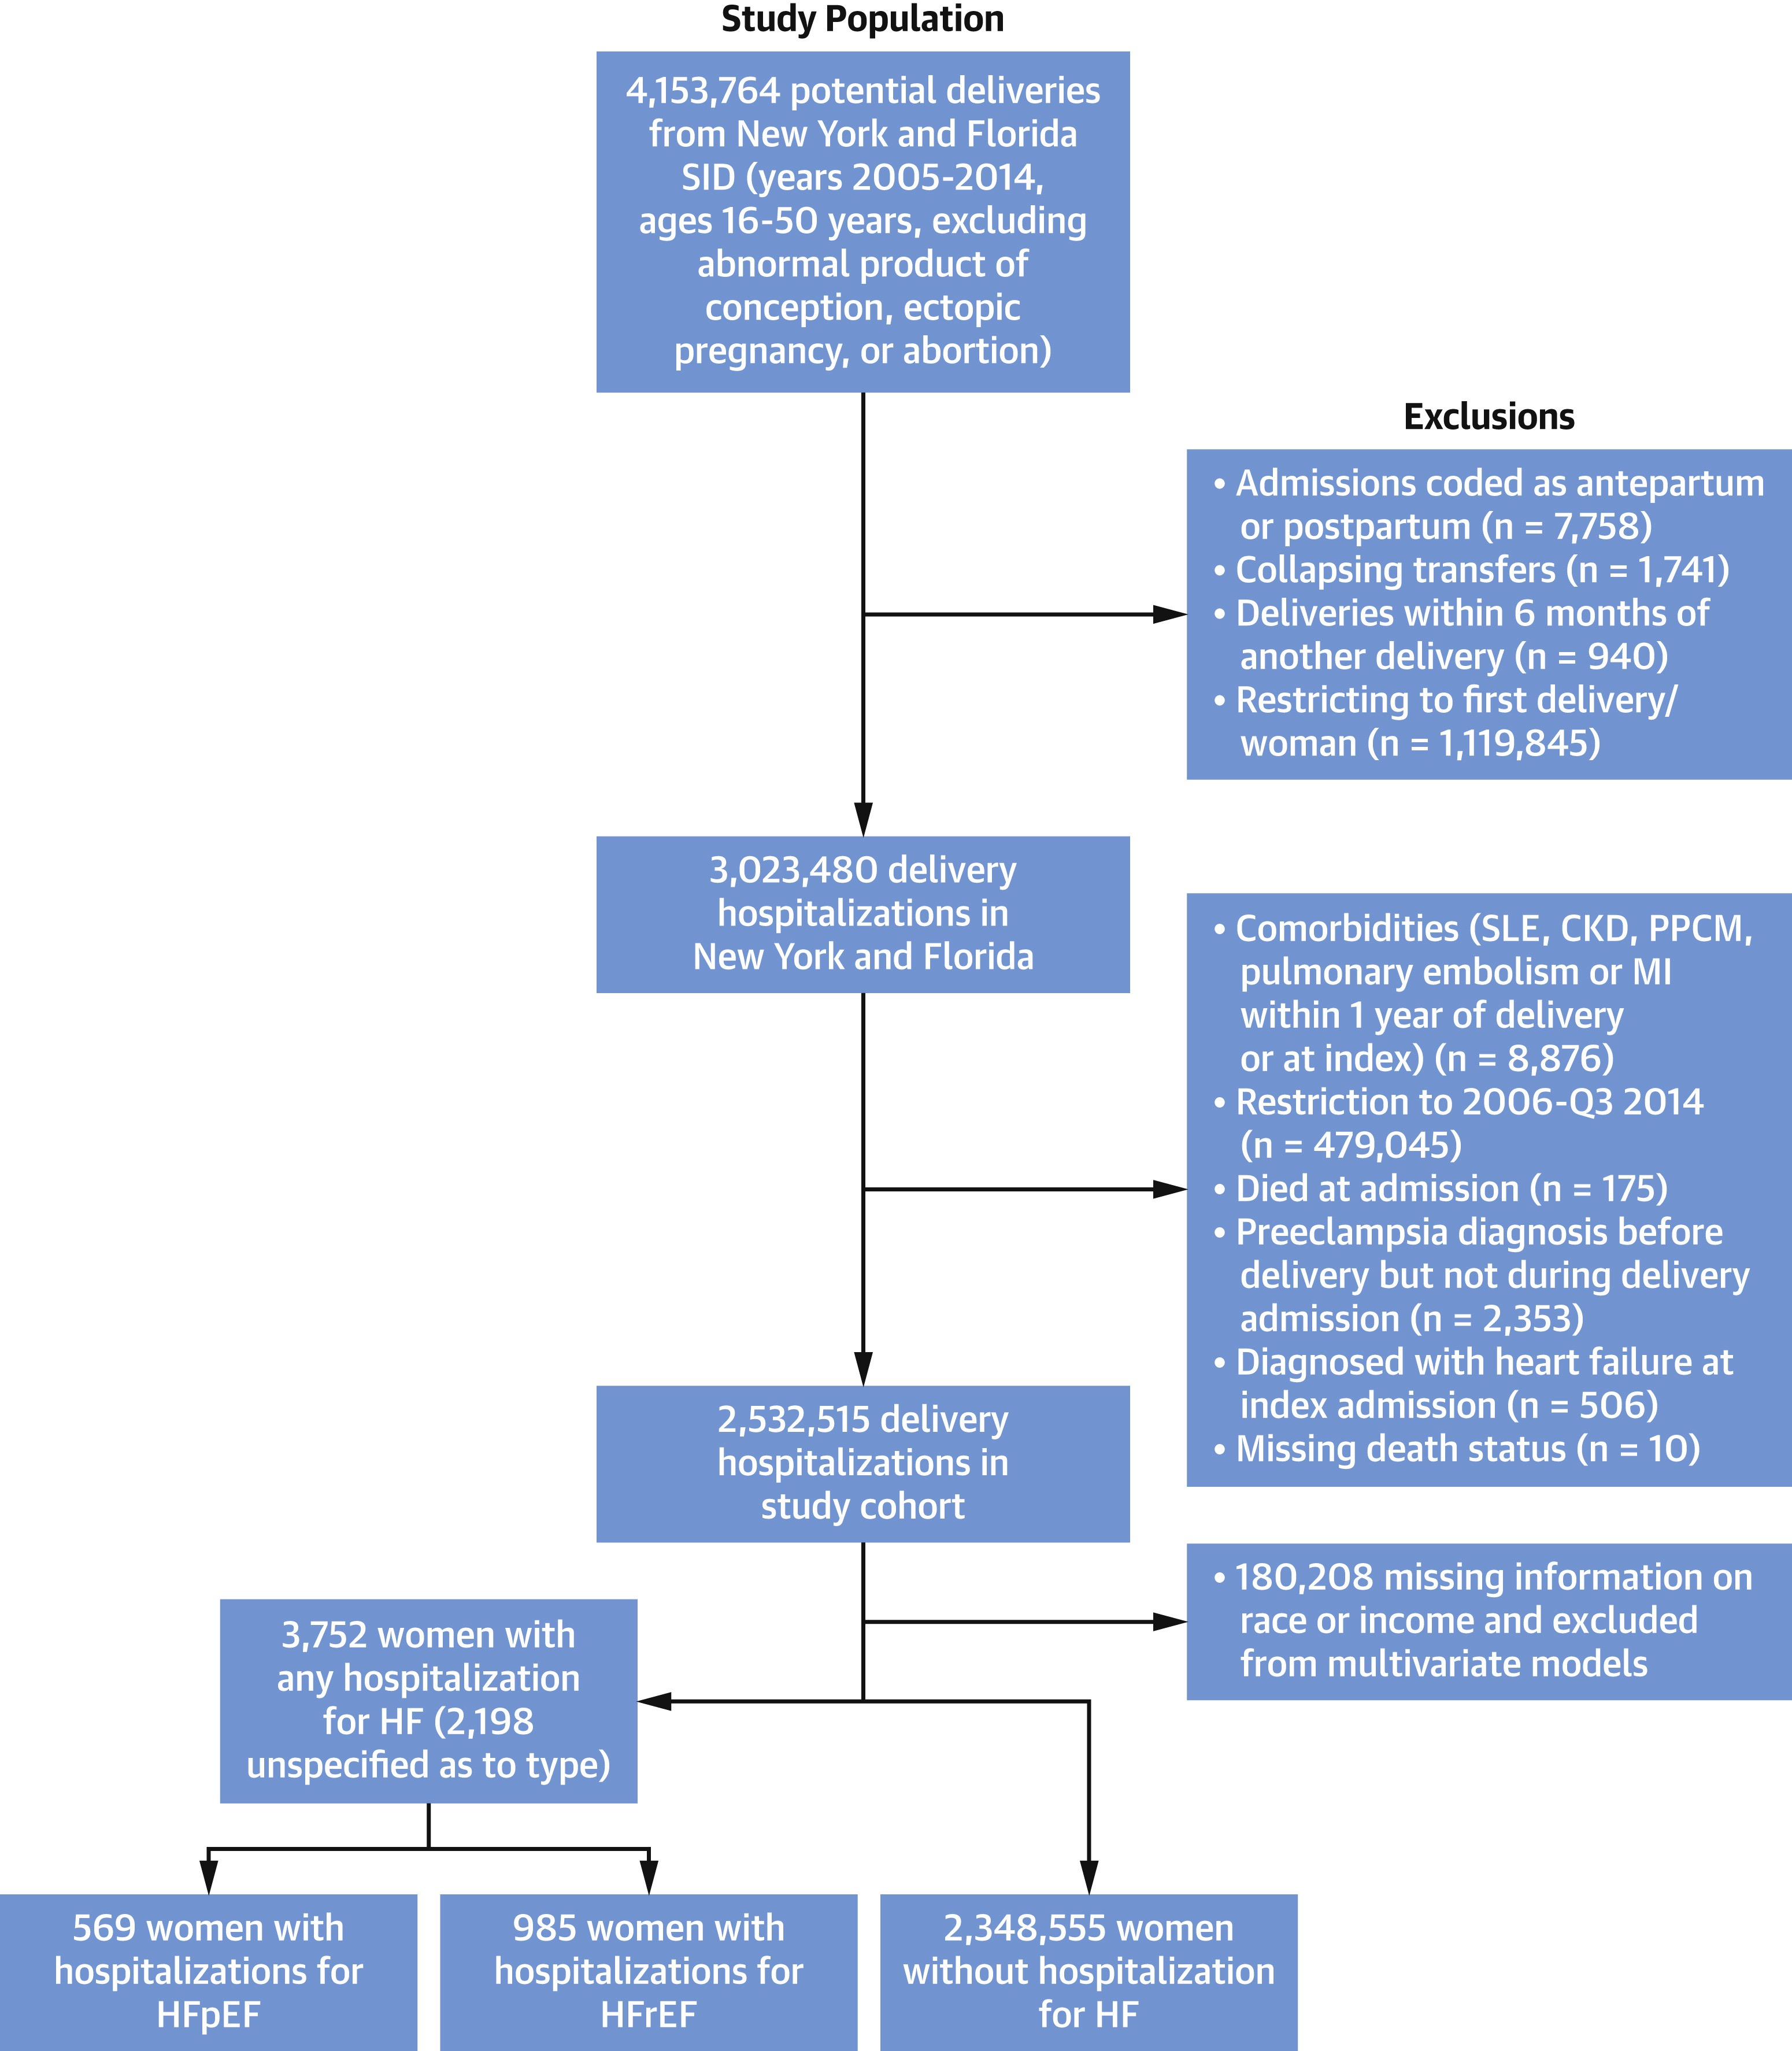 Study Population
4,153,764 potential deliveries
from New York and Florida
SID (years 2005-2014,
ages 16-50 years, excluding
abnormal product of
conception, ectopic
pregnancy, or abortion)
Exclusions
• Admissions coded as antepartum
or postpartum (n = 7,758)
• Collapsing transfers (n = 1,741)
• Deliveries within 6 months of
another delivery (n = 940)
• Restricting to first delivery/
woman (n = 1,119,845)
3,023,480 delivery
hospitalizations in
New York and Florida
• Comorbidities (SLE, CKD, PPCM,
pulmonary embolism or MI
within 1 year of delivery
or at index) (n = 8,876)
• Restriction to 2006-Q3 2014
(n = 479,045)
• Died at admission (n = 175)
• Preeclampsia diagnosis before
delivery but not during delivery
admission (n = 2,353)
• Diagnosed with heart failure at
index admission (n = 506)
• Missing death status (n = 10)
2,532,515 delivery
hospitalizations in
study cohort
• 180,208 missing information on
race or income and excluded
from multivariate models
3,752 women with
any hospitalization
for HF (2,198
unspecified as to type)
569 women with
hospitalizations for
HFpEF
985 women with
hospitalizations for
HFrEF
2,348,555 women
without hospitalization
for HF